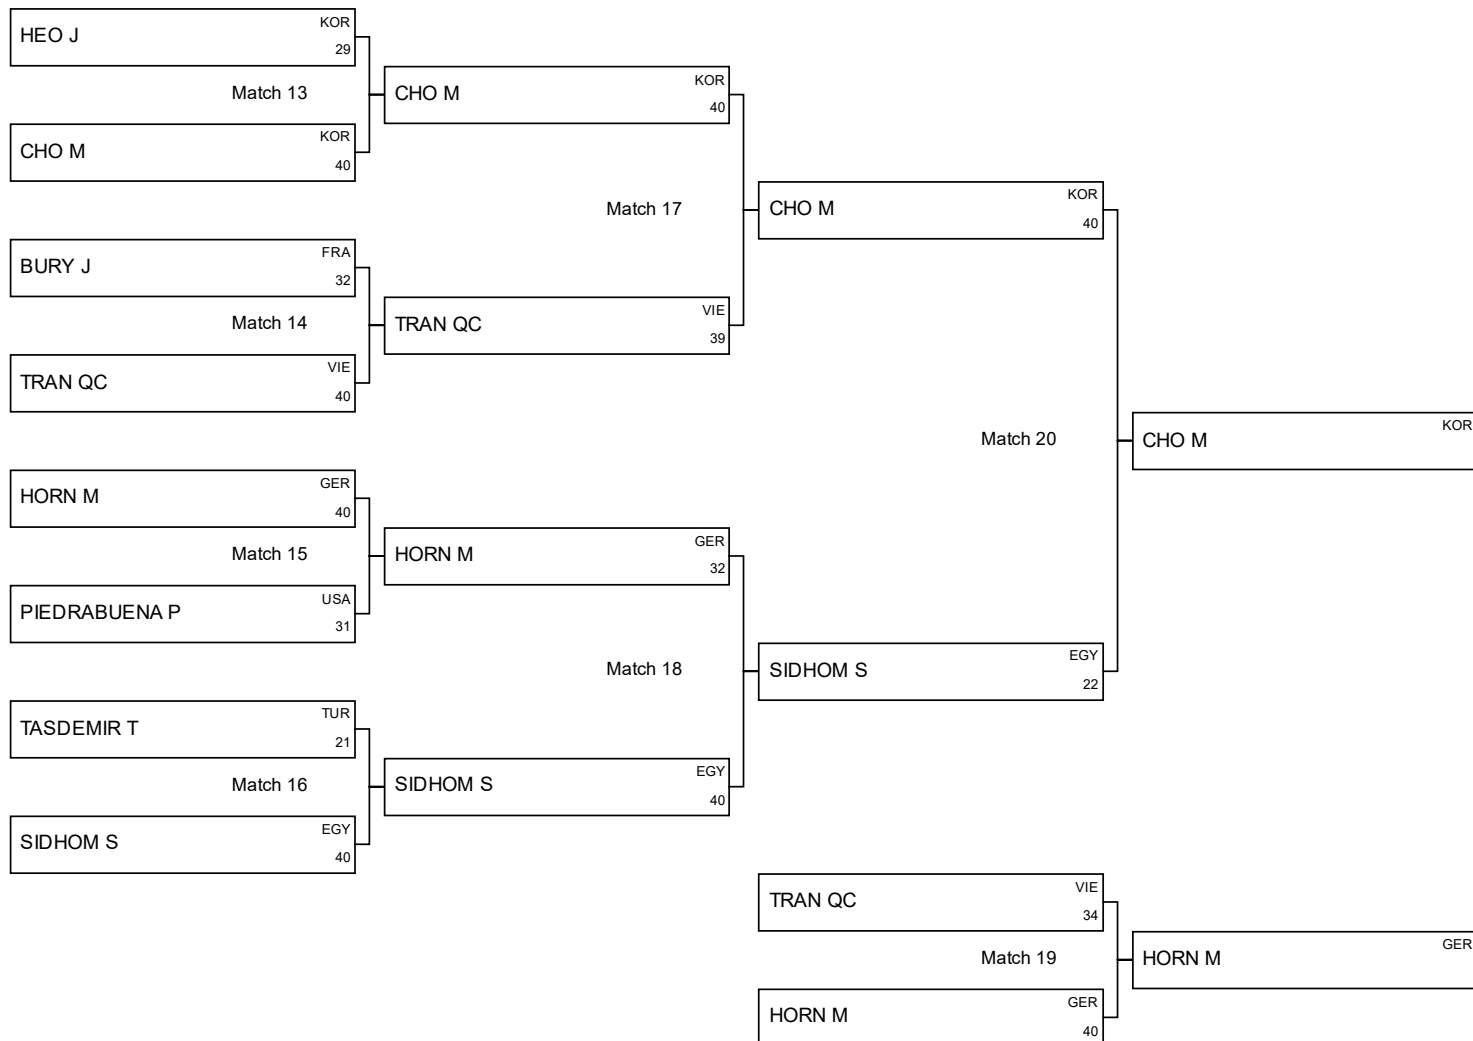 HEO J KOR
29
Match 13
CHO M KOR
40
CHO M KOR
40
Match 17
CHO M KOR
40
BURY J FRA
32
Match 14
TRAN QC VIE
39
TRAN QC VIE
40
Match 20
CHO M KOR
HORN M GER
40
Match 15
HORN M GER
32
PIEDRABUENA P USA
31
Match 18
SIDHOM S EGY
22
TASDEMIR T TUR
21
Match 16
SIDHOM S EGY
40
SIDHOM S EGY
40
TRAN QC VIE
34
Match 19
HORN M GER
HORN M GER
40